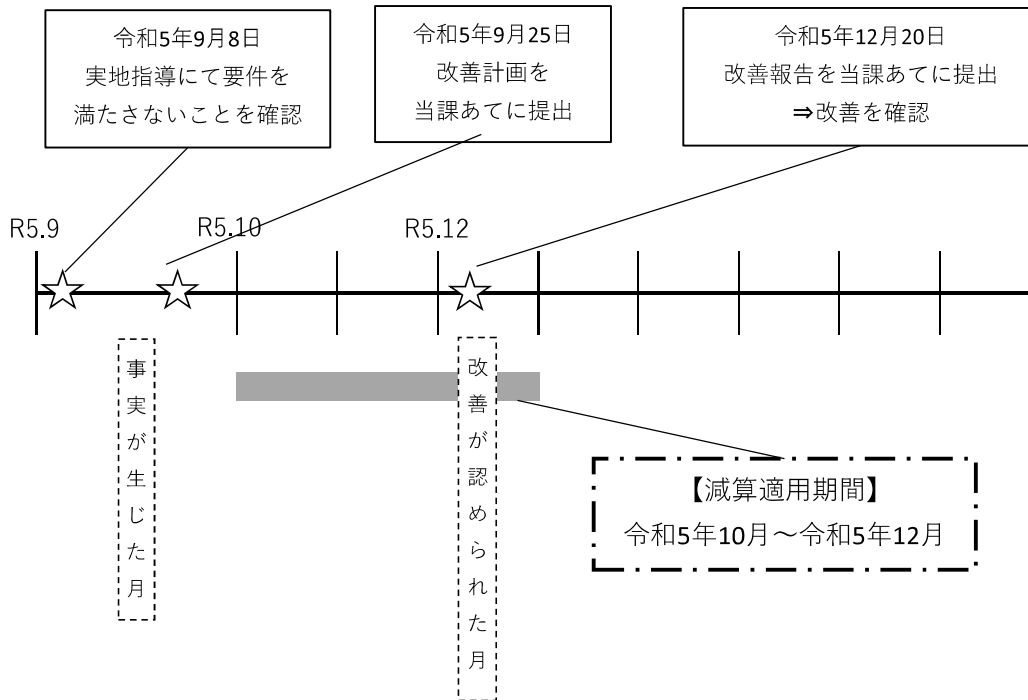 令和5年9月8日
実地指導にて要件を
満たさないことを確認
令和5年9月25日
改善計画を
当課あてに提出
令和5年12月20日
改善報告を当課あてに提出
⇒改善を確認
R5.9
R5.10
R5.12
事実が生じた月
改善が認められた月
【減算適用期間】
令和5年10月～令和5年12月